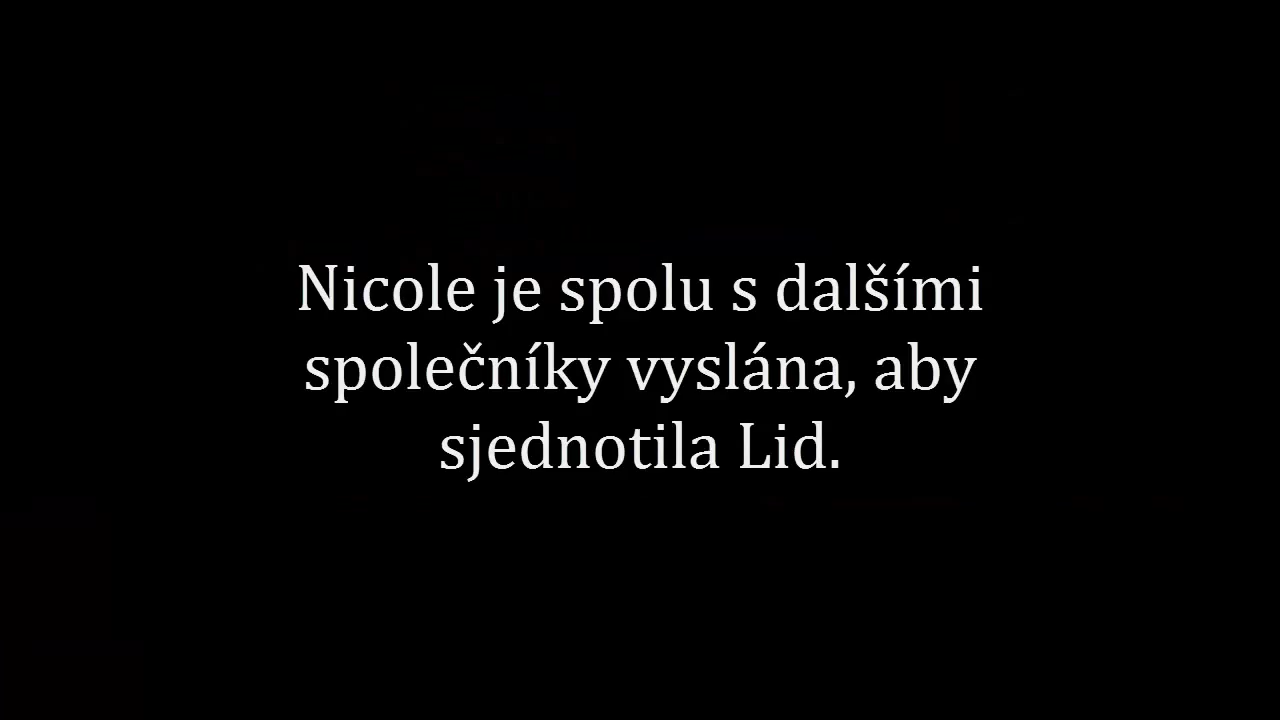 Nicole je spolu s dalšími
společníky vyslána, aby
sjednotila Lid.